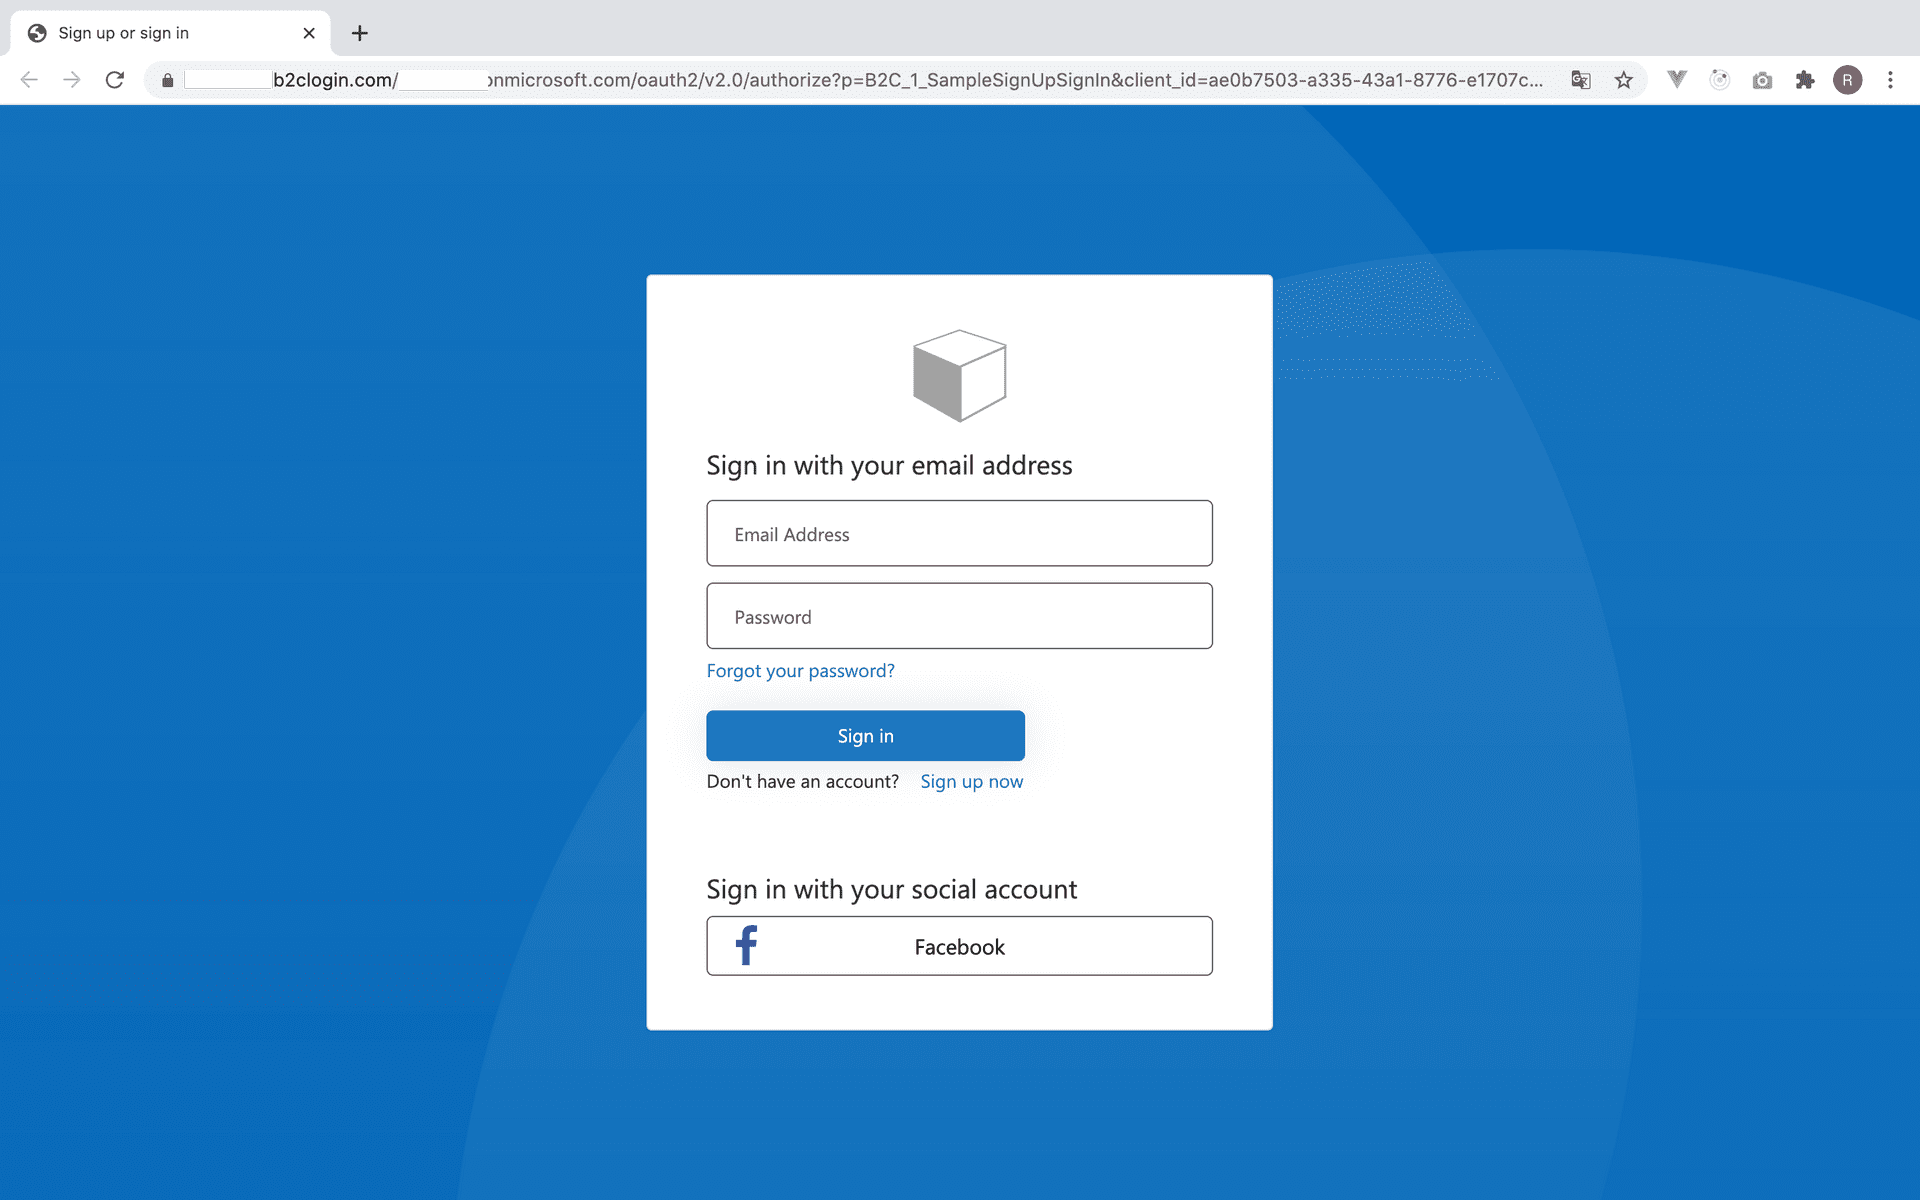 Sign up or sign in
b2clogin.com/ onmicrosoft.com/oauth2/v2.0/authorize?p=B2C_1_SampleSignUpSignIn&client_id=ae0b7503-a335-43a1-8776-e1707c...
R
Sign in with your email address
Email Address
Password
Forgot your password?
Sign in
Don't have an account? Sign up now
Sign in with your social account
Facebook